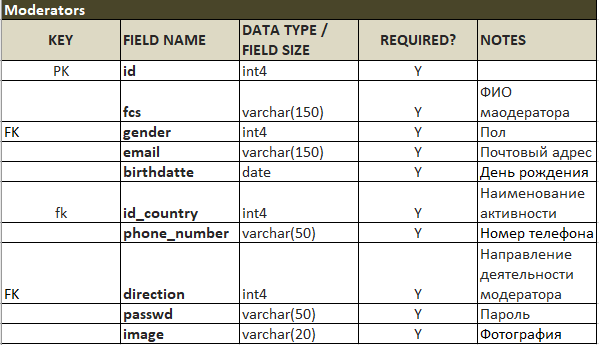 Moderators
KEY FIELD NAME DATA TYPE / FIELD SIZE REQUIRED? NOTES
PK id int4 Y
fcs varchar(150) Y ФИО маодератора
FK gender int4 Y Пол
email varchar(150) Y Почтовый адрес
birthdatte date Y День рождения
fk id_country int4 Y Наименование активности
phone_number varchar(50) Y Номер телефона
FK direction int4 Y Направление деятельности модератора
passwd varchar(50) Y Пароль
image varchar(20) Y Фотография